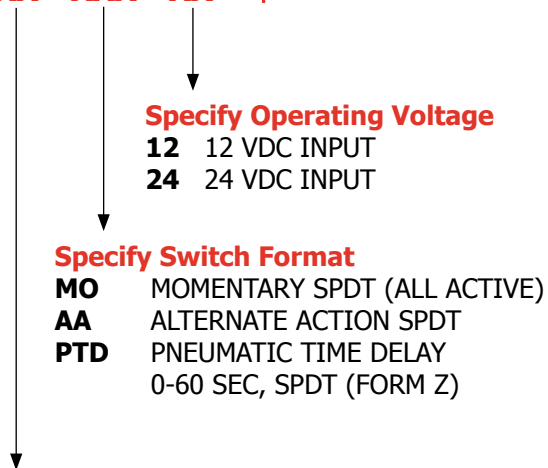 Specify Operating Voltage
12 12 VDC INPUT
24 24 VDC INPUT
Specify Switch Format
MO MOMENTARY SPDT (ALL ACTIVE)
AA ALTERNATE ACTION SPDT
PTD PNEUMATIC TIME DELAY
0-60 SEC, SPDT (FORM Z)